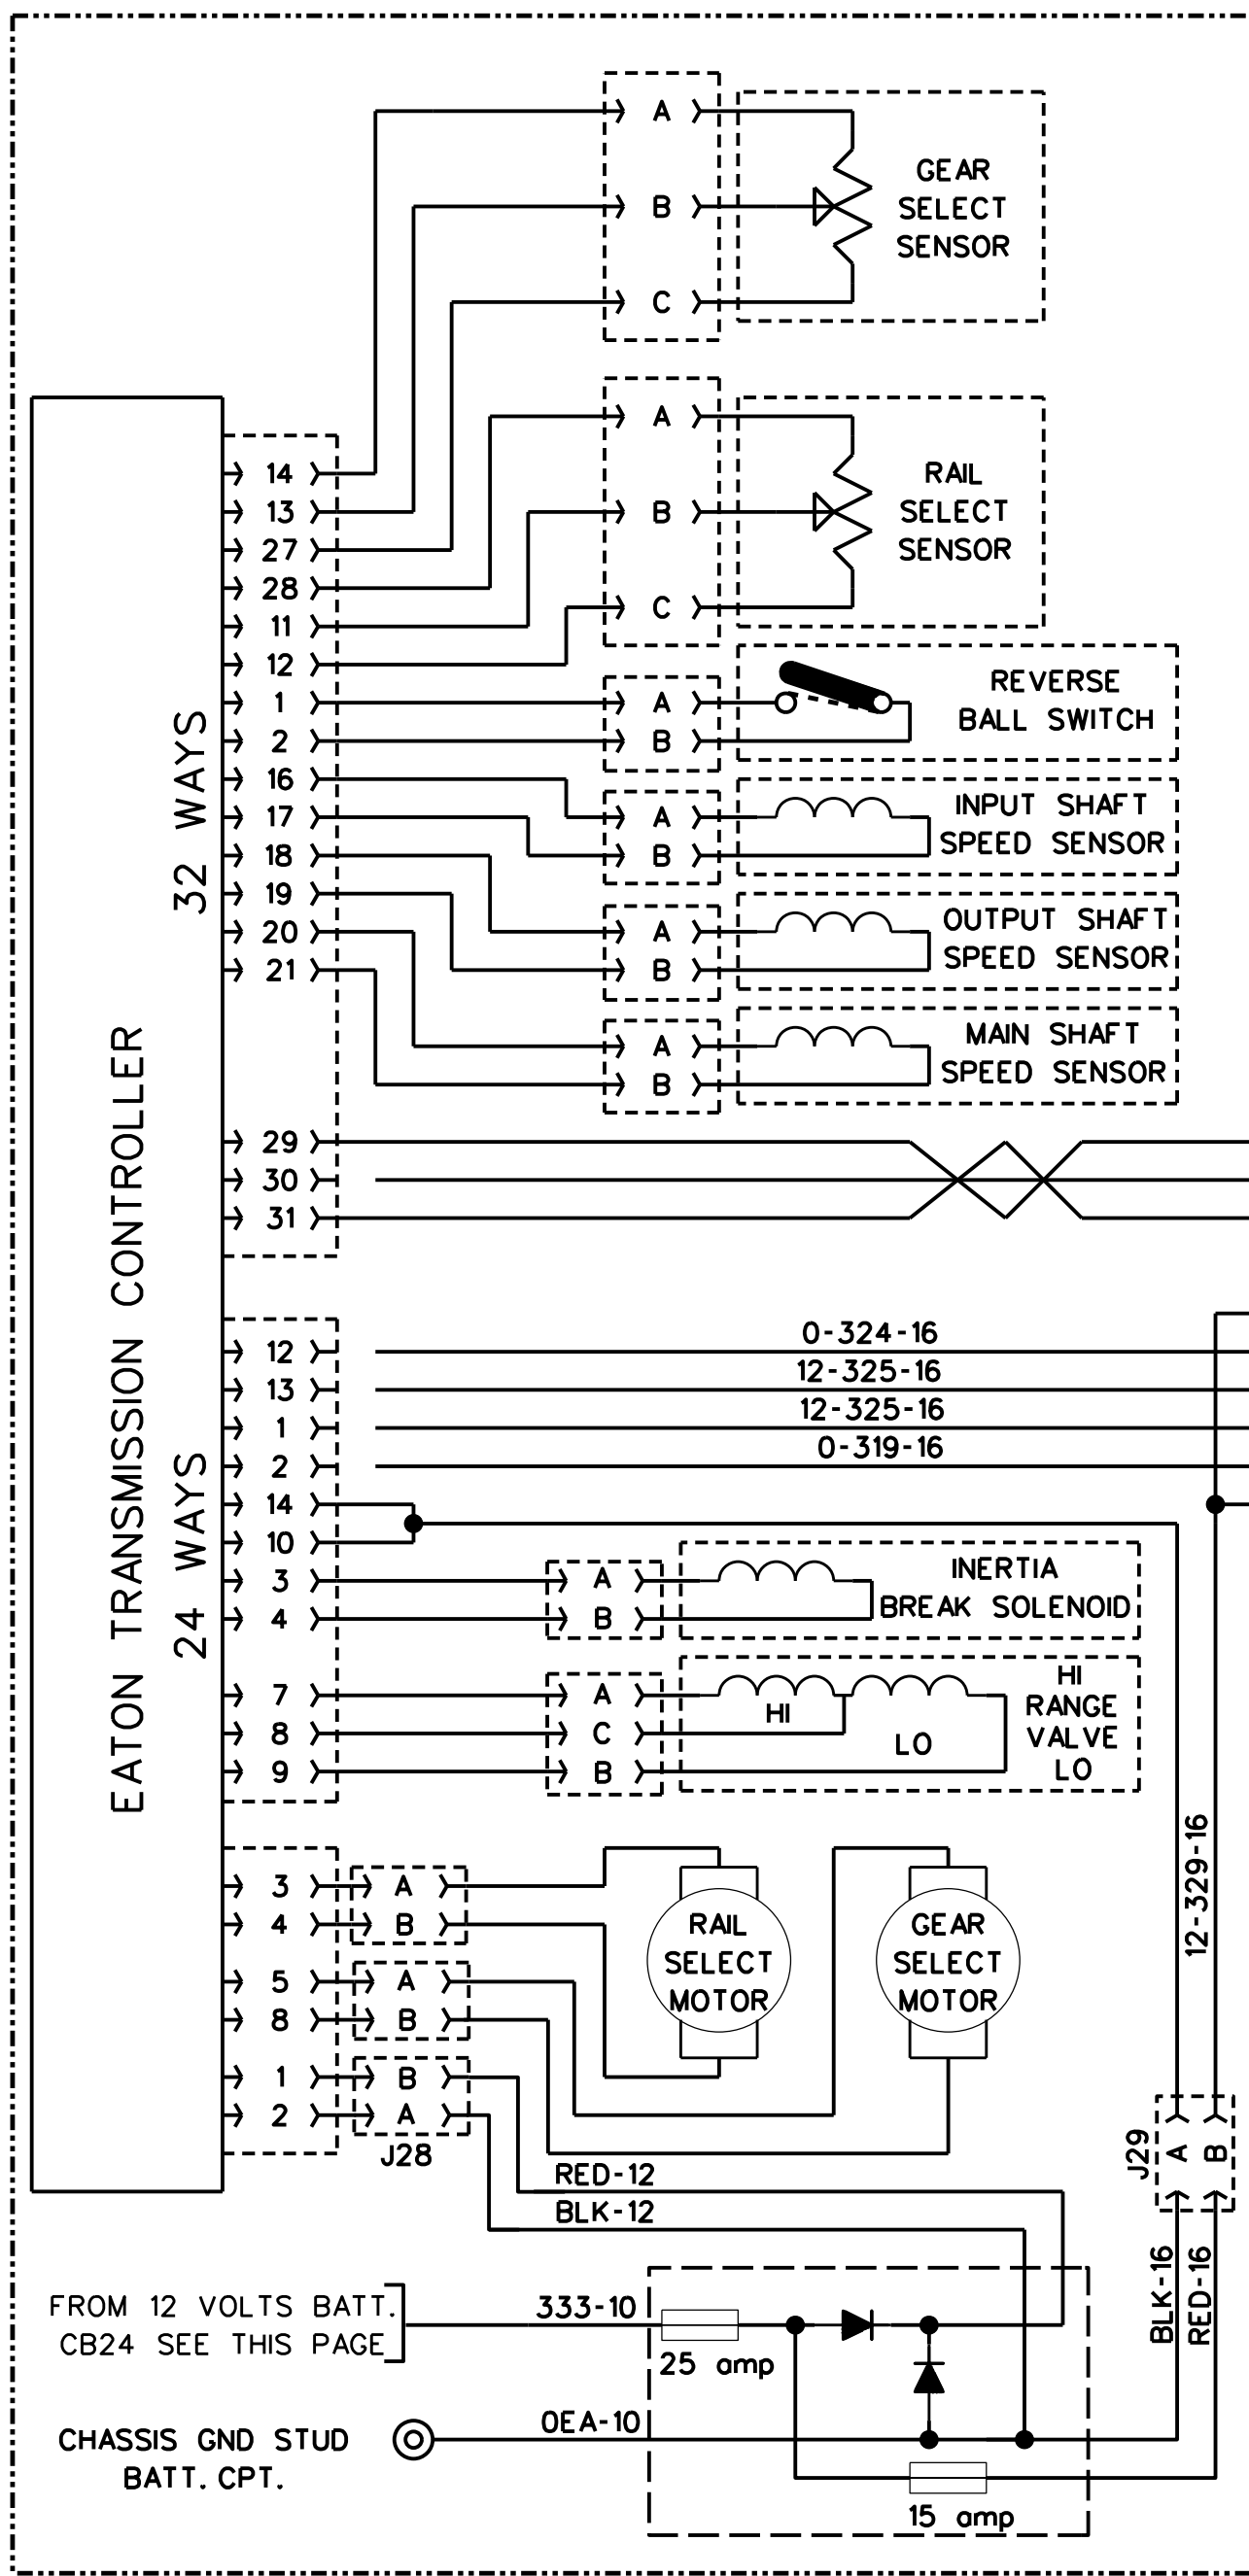 A
B
C
GEAR
SELECT
SENSOR
A
B
C
RAIL
SELECT
SENSOR
14
13
27
28
11
12
1
2
16
17
18
19
20
21
29
30
31
32 WAYS
A
B
REVERSE
BALL SWITCH
A
B
INPUT SHAFT
SPEED SENSOR
A
B
OUTPUT SHAFT
SPEED SENSOR
A
B
MAIN SHAFT
SPEED SENSOR
EATON TRANSMISSION CONTROLLER
24 WAYS
12
13
1
2
14
10
3
4
7
8
9
0-324-16
12-325-16
12-325-16
0-319-16
A
B
INERTIA
BREAK SOLENOID
A
C
B
HI
LO
HI
RANGE
VALVE
LO
12-329-16
3
4
5
8
1
2
A
B
A
B
B
A
J28
RAIL
SELECT
MOTOR
GEAR
SELECT
MOTOR
J29
A
B
RED-12
BLK-12
BLK-16
RED-16
FROM 12 VOLTS BATT.
CB24 SEE THIS PAGE
333-10
25 amp
CHASSIS GND STUD
BATT. CPT.
0EA-10
15 amp